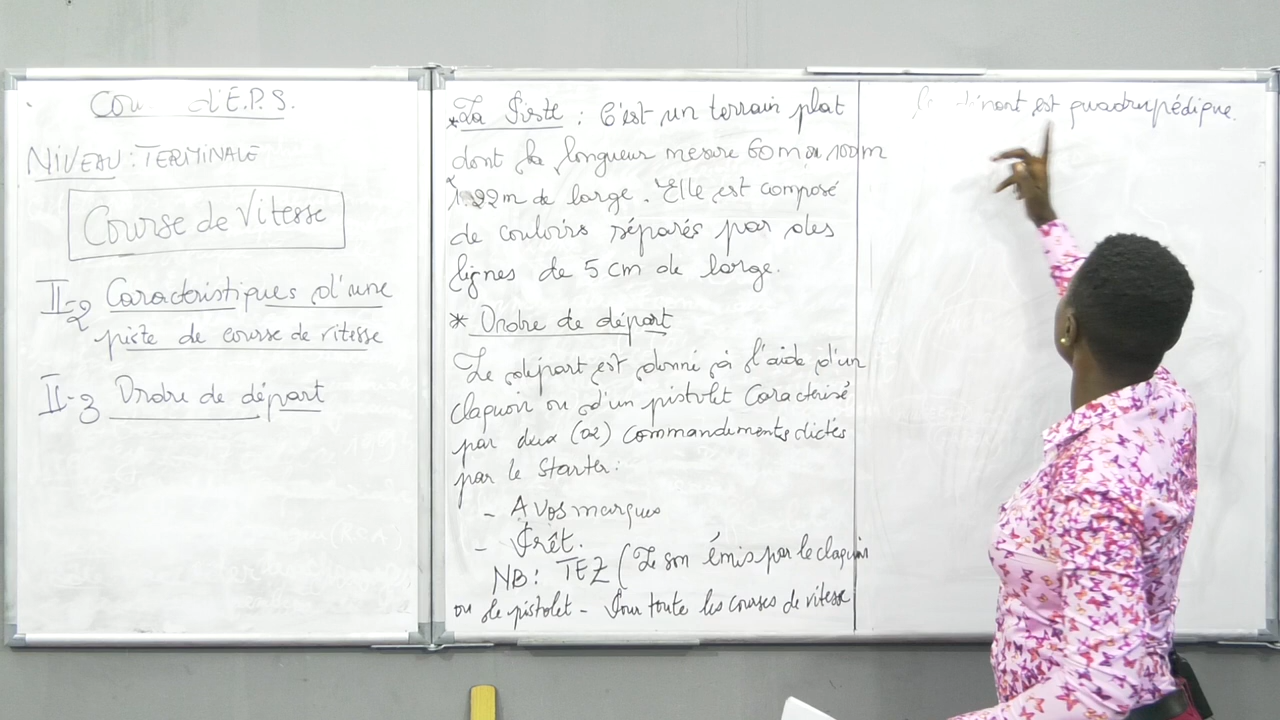 Cou d'E.P.S.
NIVEAU : TERMINALE
Course de Vitesse
II-2 Caracteristiques d'une
piste de course de vitesse
II-3 Ordre de départ
*La Piste : C'est un terrain plat
dont la longueur mesure 60m ou 100m
1.22m de large. Elle est composé
de couloirs séparés par des
lignes de 5 cm de large.
* Ordre de départ
Le départ est donné à l'aide d'un
claquoir ou d'un pistolet Caractérisé
par deux (02) commandements dictés
par le Starter :
- A vos marques
- Prêt.
NB : TEZ (Le son émis par le claquoir
ou le pistolet - Pour toute les courses de vitesse
est quadrupédique.